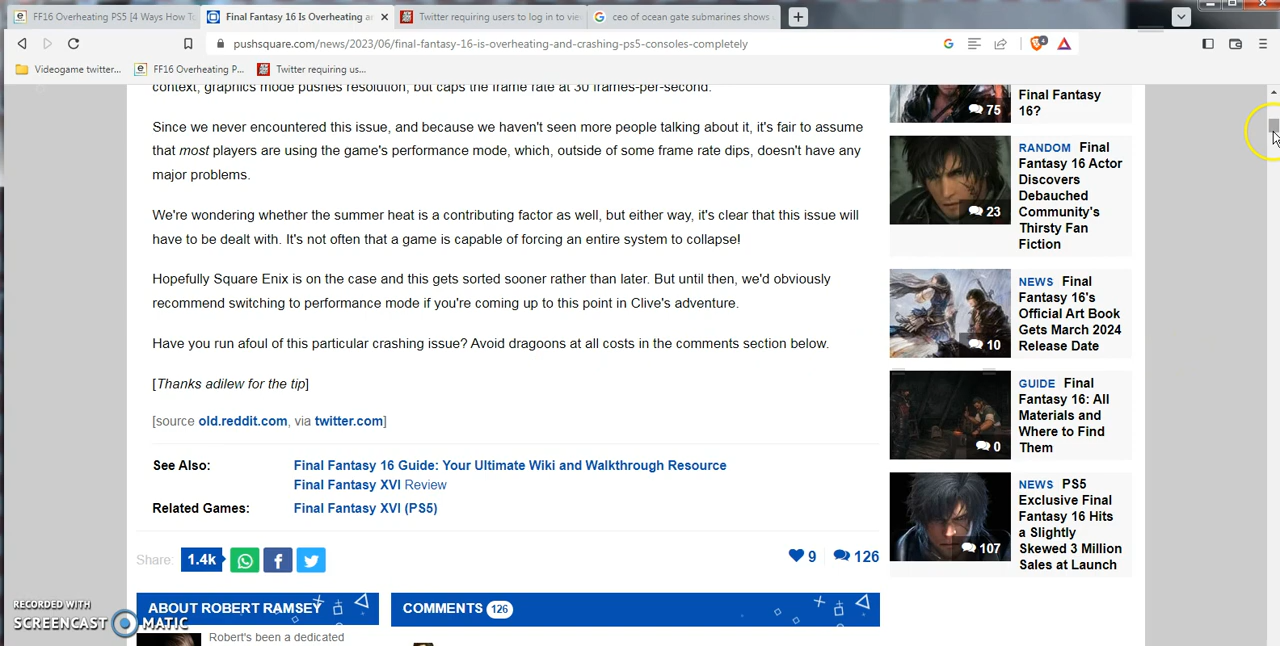 FF16 Overheating PS5 [4 Ways How To
Final Fantasy 16 Is Overheating a
Twitter requiring users to log in to vie
ceo of ocean gate submarines shows
pushsquare.com/news/2023/06/final-fantasy-16-is-overheating-and-crashing-ps5-consoles-completely
4
Videogame twitter...
FF16 Overheating P...
Twitter requiring us...
context, graphics mode pushes resolution, but caps the frame rate at 30 frames-per-second.
Since we never encountered this issue, and because we haven't seen more people talking about it, it's fair to assume
that most players are using the game's performance mode, which, outside of some frame rate dips, doesn't have any
major problems.
We're wondering whether the summer heat is a contributing factor as well, but either way, it's clear that this issue will
have to be dealt with. It's not often that a game is capable of forcing an entire system to collapse!
Hopefully Square Enix is on the case and this gets sorted sooner rather than later. But until then, we'd obviously
recommend switching to performance mode if you're coming up to this point in Clive's adventure.
Have you run afoul of this particular crashing issue? Avoid dragoons at all costs in the comments section below.
[Thanks adilew for the tip]
[source old.reddit.com, via twitter.com]
See Also:
Final Fantasy 16 Guide: Your Ultimate Wiki and Walkthrough Resource
Final Fantasy XVI Review
Related Games:
Final Fantasy XVI (PS5)
Share:
1.4k
9
126
ABOUT ROBERT RAMSEY
COMMENTS 126
Robert's been a dedicated
Final Fantasy
16?
75
RANDOM Final
Fantasy 16 Actor
Discovers
Debauched
Community's
Thirsty Fan
Fiction
23
NEWS Final
Fantasy 16's
Official Art Book
Gets March 2024
Release Date
10
GUIDE Final
Fantasy 16: All
Materials and
Where to Find
Them
0
NEWS PS5
Exclusive Final
Fantasy 16 Hits
a Slightly
Skewed 3 Million
Sales at Launch
107
RECORDED WITH
SCREENCAST MATIC